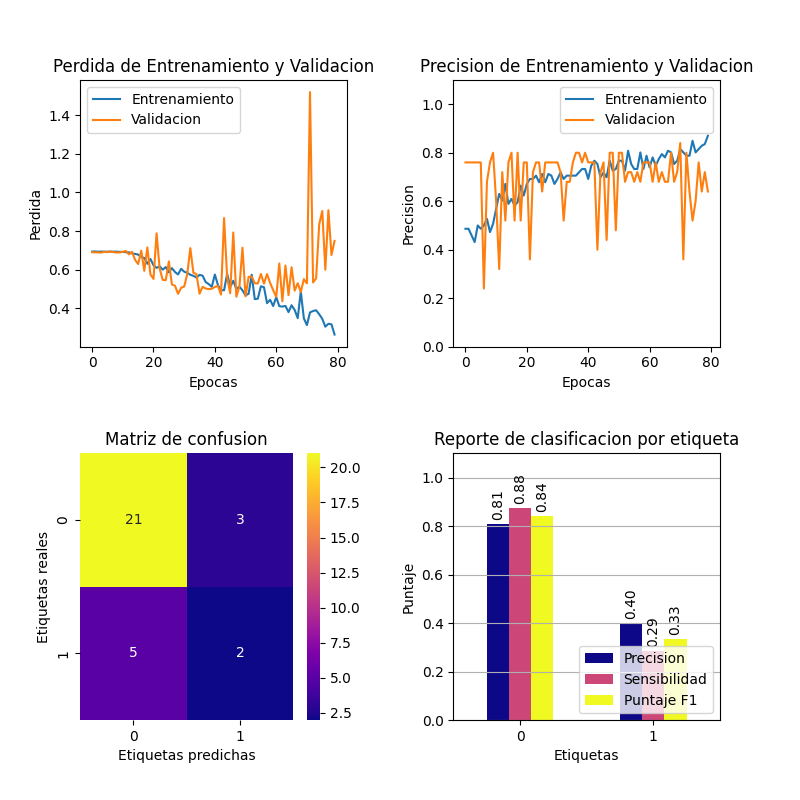 Perdida de Entrenamiento y Validacion
Entrenamiento
Validacion
1.4
1.2
1.0
0.8
0.6
0.4
Perdida
0 20 40 60 80
Epocas
Precision de Entrenamiento y Validacion
Entrenamiento
Validacion
1.0
0.8
0.6
0.4
0.2
0.0
Precision
0 20 40 60 80
Epocas
Matriz de confusion
21 3
5 2
0
1
Etiquetas reales
0 1
Etiquetas predichas
20.0
17.5
15.0
12.5
10.0
7.5
5.0
2.5
Reporte de clasificacion por etiqueta
1.0
0.8
0.6
0.4
0.2
0.0
Puntaje
0.81
0.88
0.84
0.40
0.29
0.33
Precision
Sensibilidad
Puntaje F1
0 1
Etiquetas